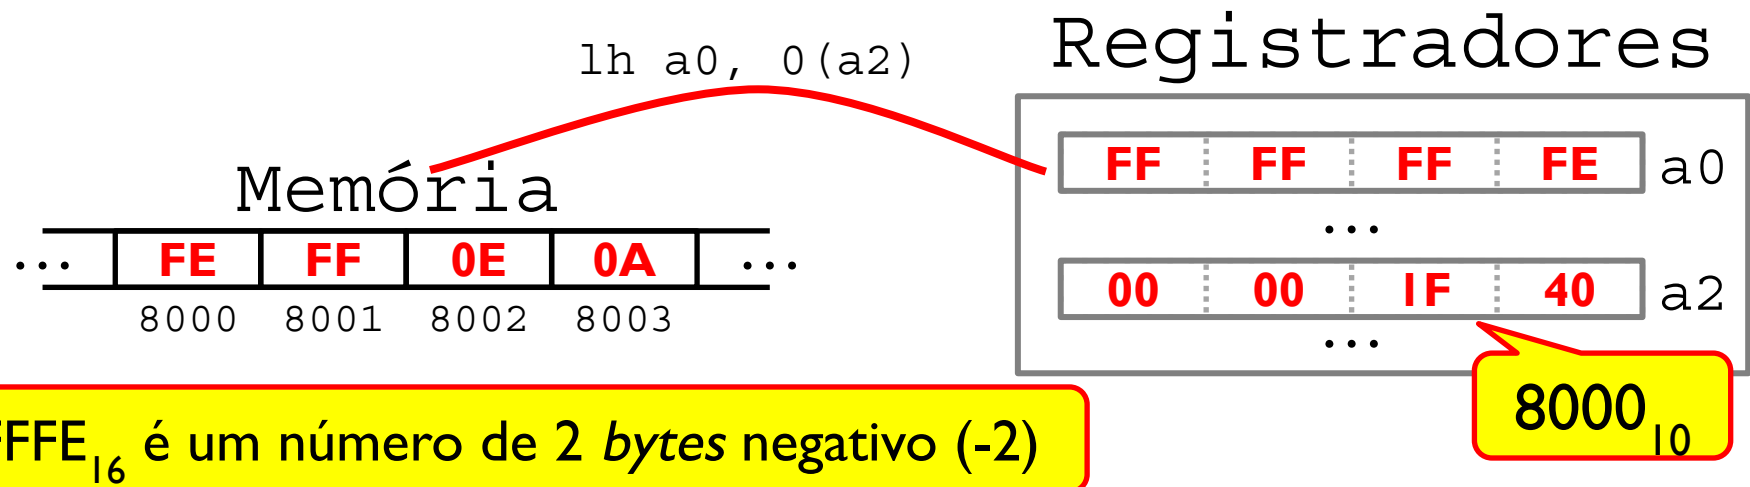 Registradores
lh a0, 0(a2)
FF FF FF FE a0
Memória
...
... FE FF 0E 0A ...
00 00 1F 40 a2
8000 8001 8002 8003
...
8000₁₀
FFFE₁₆ é um número de 2 bytes negativo (-2)